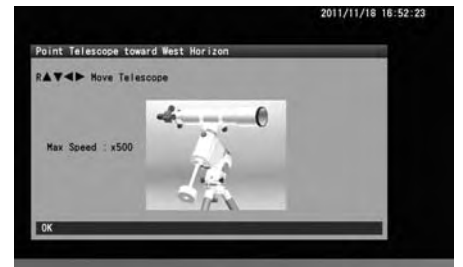 2011/11/18 16:52:23
Point Telescope toward West Horizon
R▲▼◀▶ Move Telescope
Max Speed : x500
OK